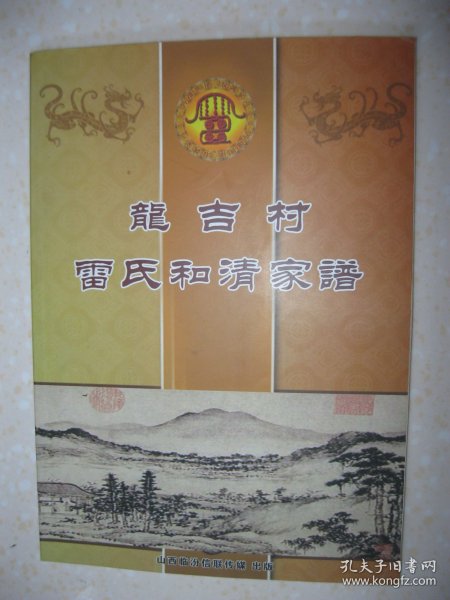 龍吉村
雷氏和清家譜
山西临汾信联传媒 出版
孔夫子旧书网
book.kongfz.com